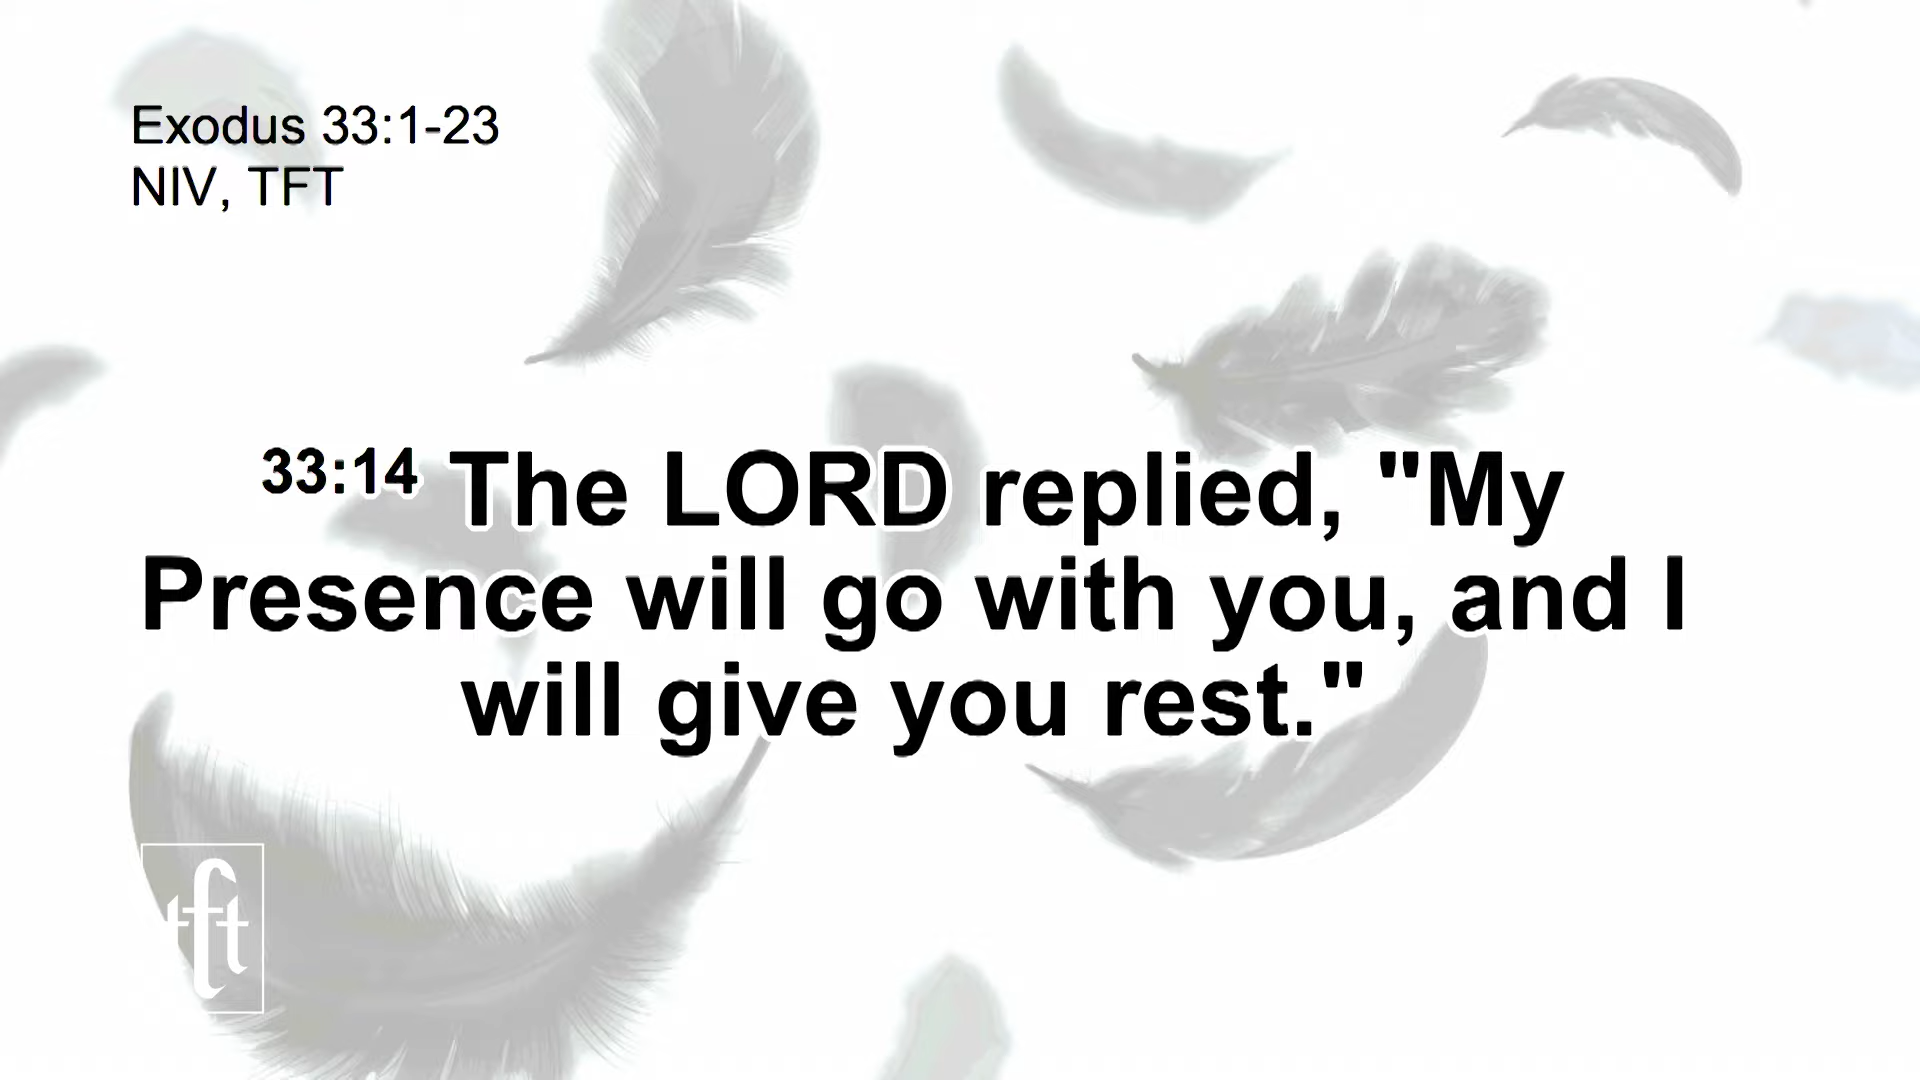 Exodus 33:1-23
NIV, TFT
33:14 The LORD replied, "My
Presence will go with you, and I
will give you rest."
tft